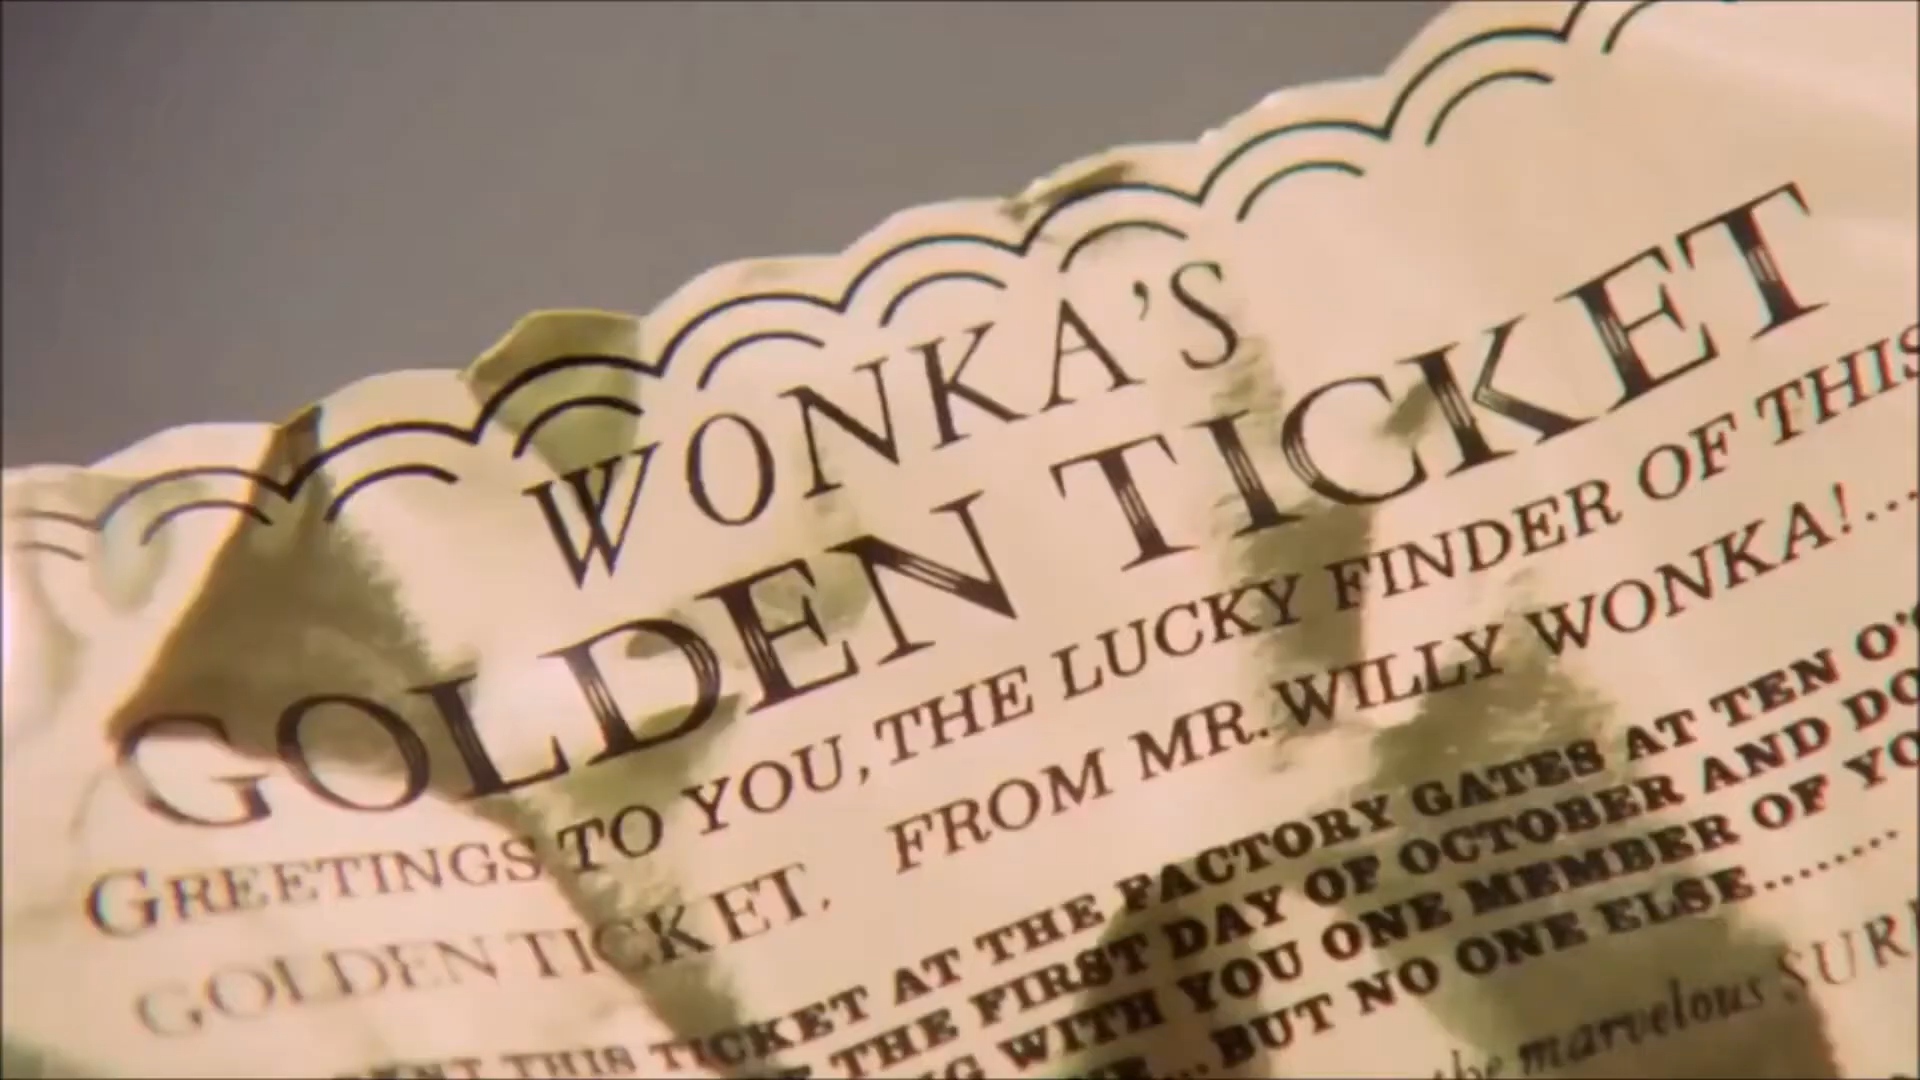 WONKA'S
GOLDEN TICKET
GREETINGS TO YOU, THE LUCKY FINDER OF THIS
GOLDEN TICKET, FROM MR. WILLY WONKA!...
THIS TICKET AT THE FACTORY GATES AT TEN
THE FIRST DAY OF OCTOBER AND
WITH YOU ONE MEMBER OF
...BUT NO ONE ELSE........
the marvelous